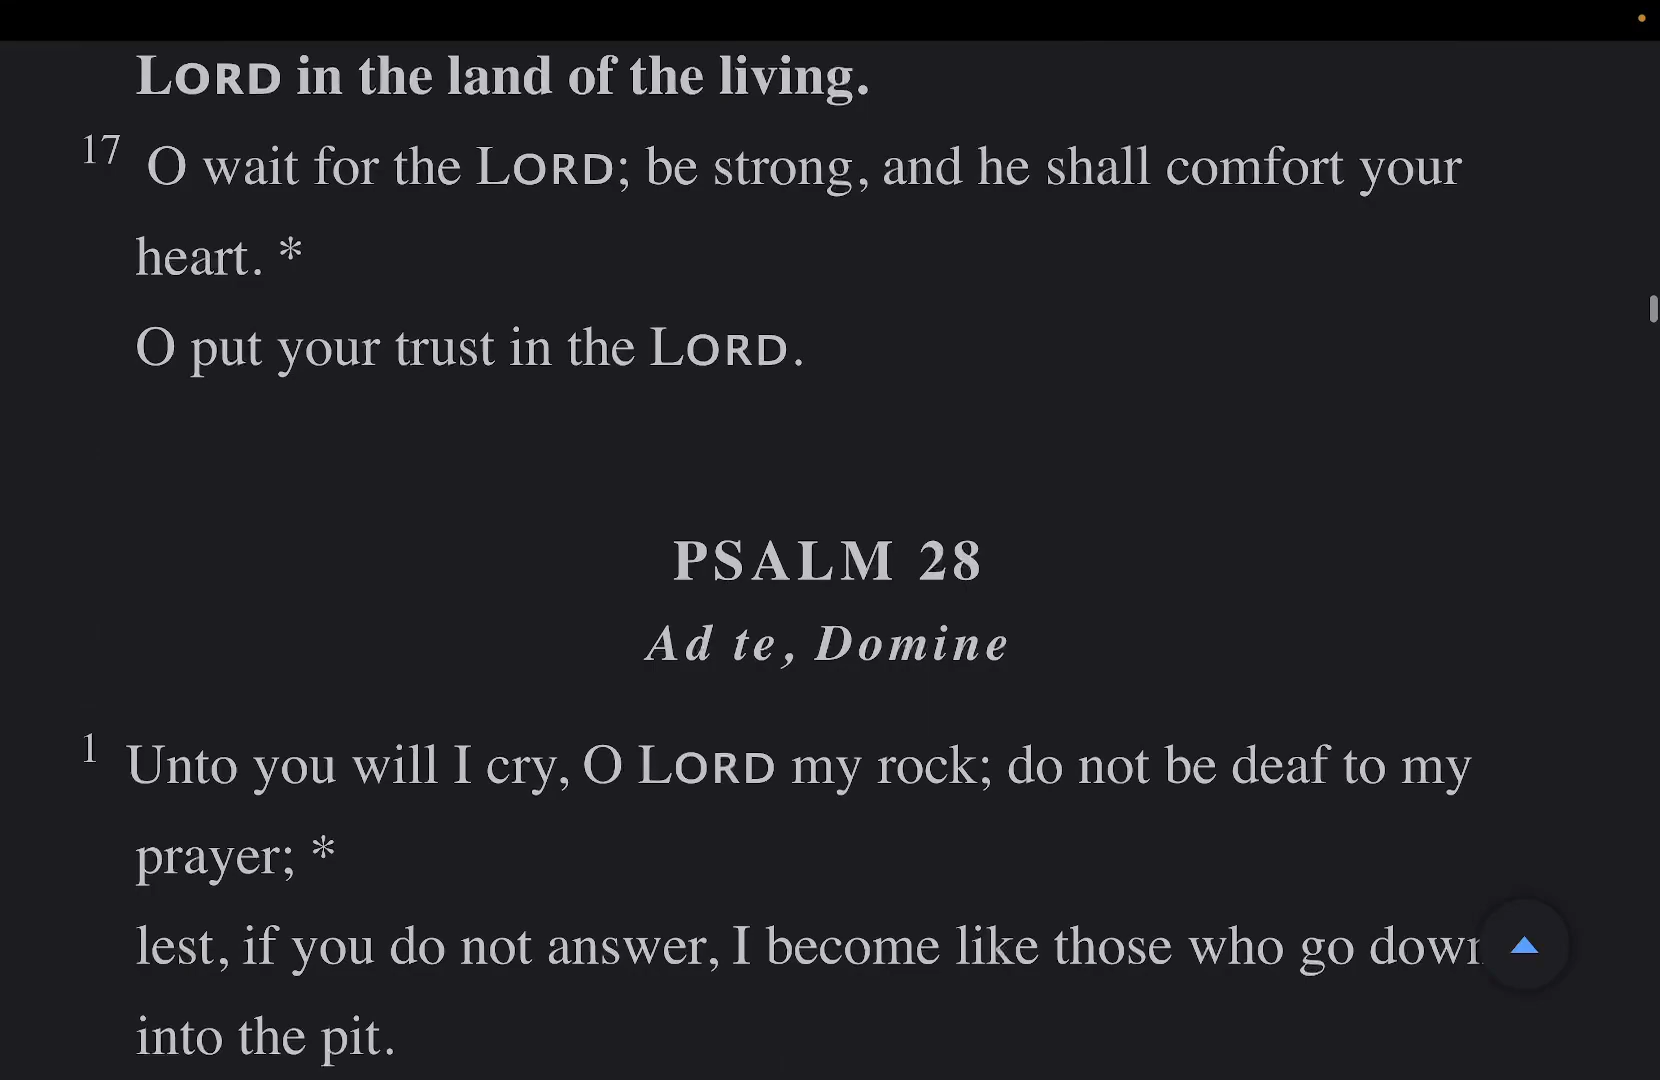 LORD in the land of the living.
17 O wait for the LORD; be strong, and he shall comfort your
heart. *
O put your trust in the LORD.
PSALM 28
Ad te, Domine
1 Unto you will I cry, O LORD my rock; do not be deaf to my
prayer; *
lest, if you do not answer, I become like those who go down
into the pit.